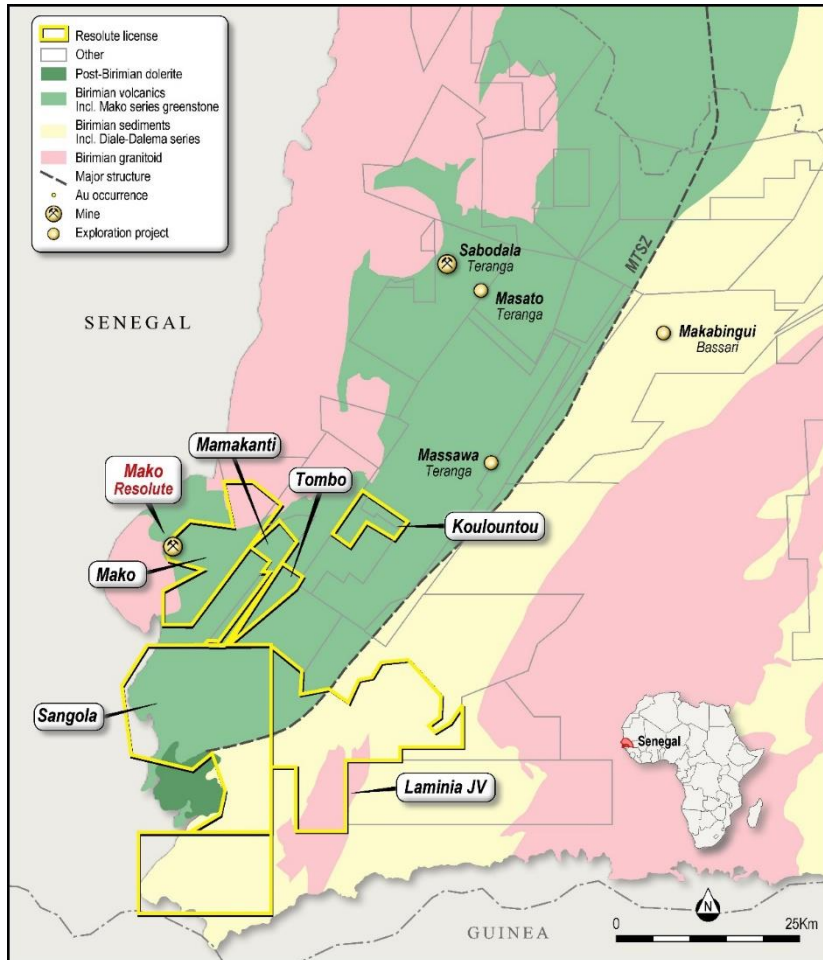 Resolute license
Other
Post-Birimian dolerite
Birimian volcanics
Incl. Mako series greenstone
Birimian sediments
Incl. Diale-Dalema series
Birimian granitoid
Major structure
Au occurrence
Mine
Exploration project
Sabodala
Teranga
Masato
Teranga
MTSZ
SENEGAL
Makabingui
Bassari
Mamakanti
Mako
Resolute
Tombo
Massawa
Teranga
Koulountou
Mako
Sangola
Senegal
Laminia JV
N
GUINEA
0 25Km